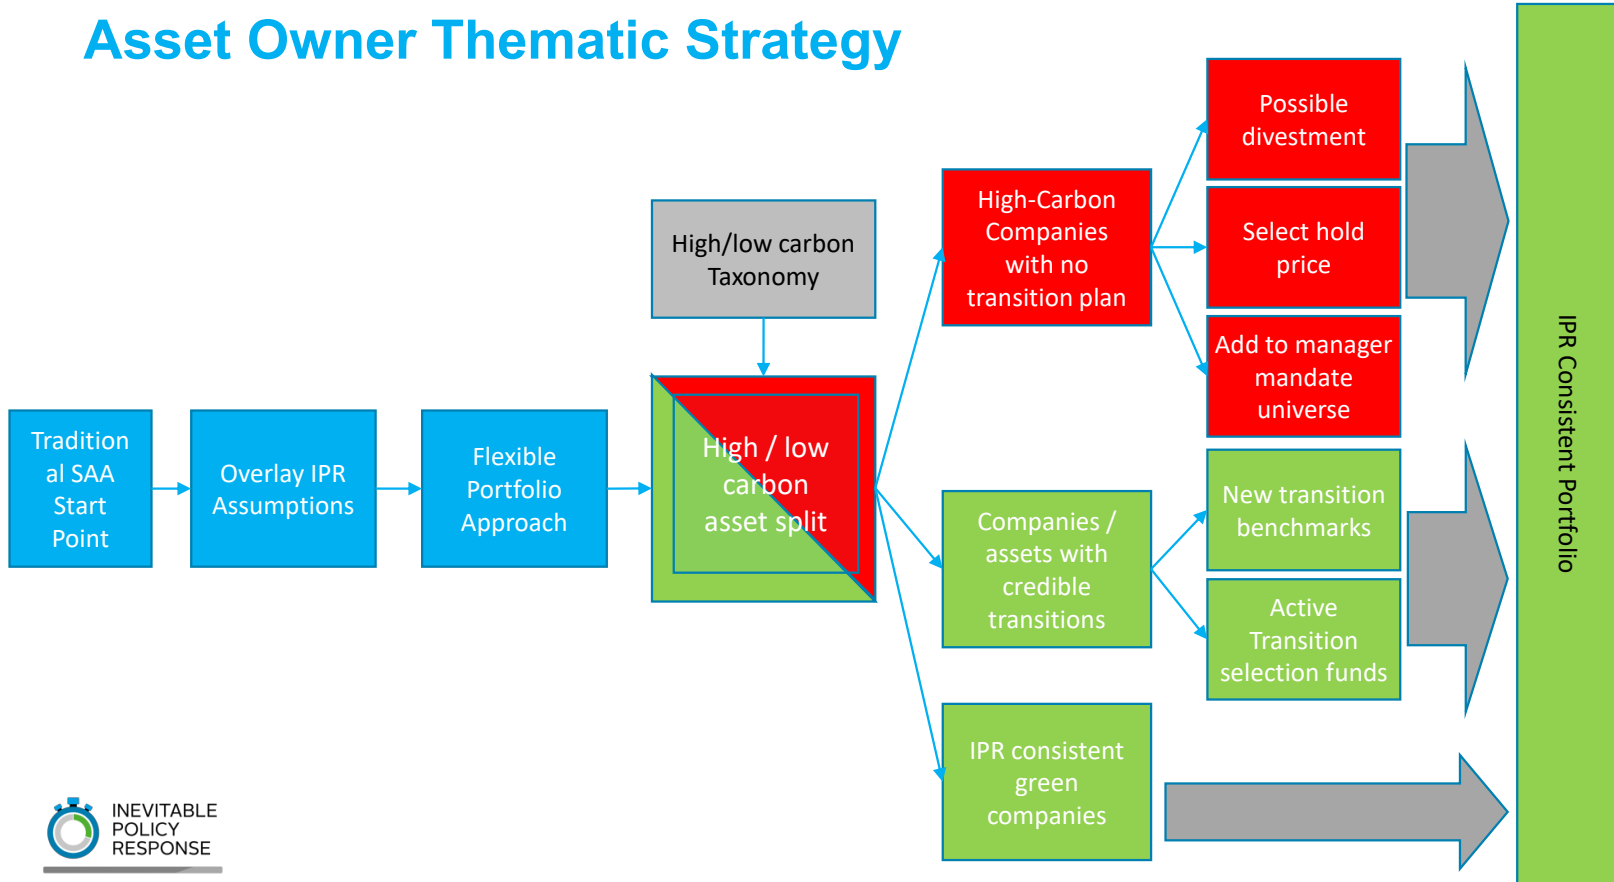 Asset Owner Thematic Strategy
Tradition
al SAA
Start
Point
Overlay IPR
Assumptions
Flexible
Portfolio
Approach
High/low carbon
Taxonomy
High / low
carbon
asset split
High-Carbon
Companies
with no
transition plan
Possible
divestment
Select hold
price
Add to manager
mandate
universe
Companies /
assets with
credible
transitions
New transition
benchmarks
Active
Transition
selection funds
IPR consistent
green
companies
IPR Consistent Portfolio
INEVITABLE
POLICY
RESPONSE